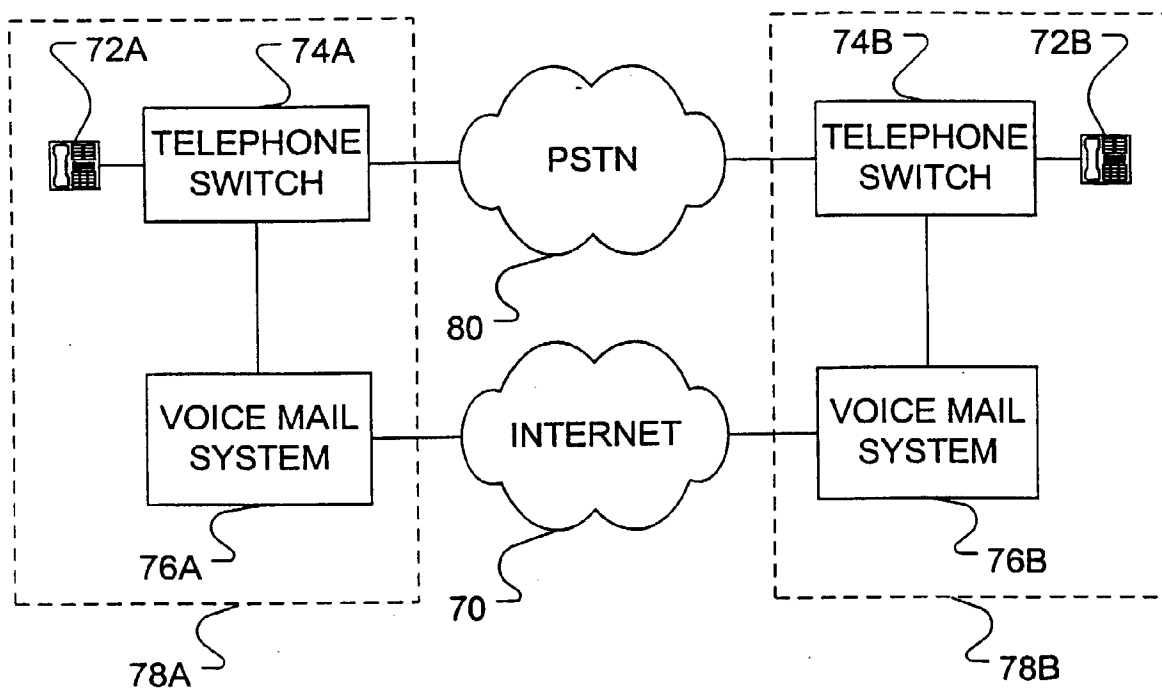 72A
74A
74B
72B
TELEPHONE
SWITCH
PSTN
TELEPHONE
SWITCH
80
VOICE MAIL
SYSTEM
INTERNET
VOICE MAIL
SYSTEM
76A
70
76B
78A
78B